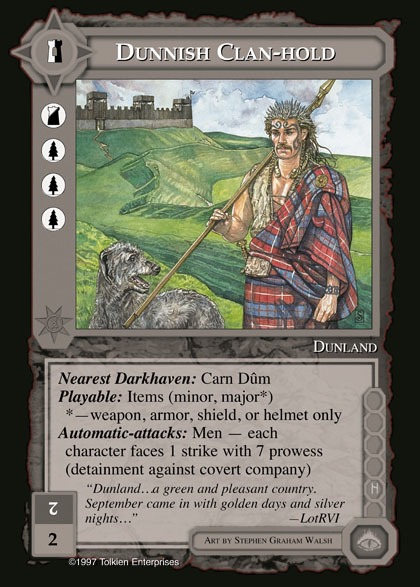 DUNNISH CLAN-HOLD
DUNLAND
Nearest Darkhaven: Carn Dûm
Playable: Items (minor, major*)
*—weapon, armor, shield, or helmet only
Automatic-attacks: Men — each
character faces 1 strike with 7 prowess
(detainment against covert company)
“Dunland…a green and pleasant country.
September came in with golden days and silver
nights…” —LotRVI
H
2
2
ART BY STEPHEN GRAHAM WALSH
©1997 Tolkien Enterprises